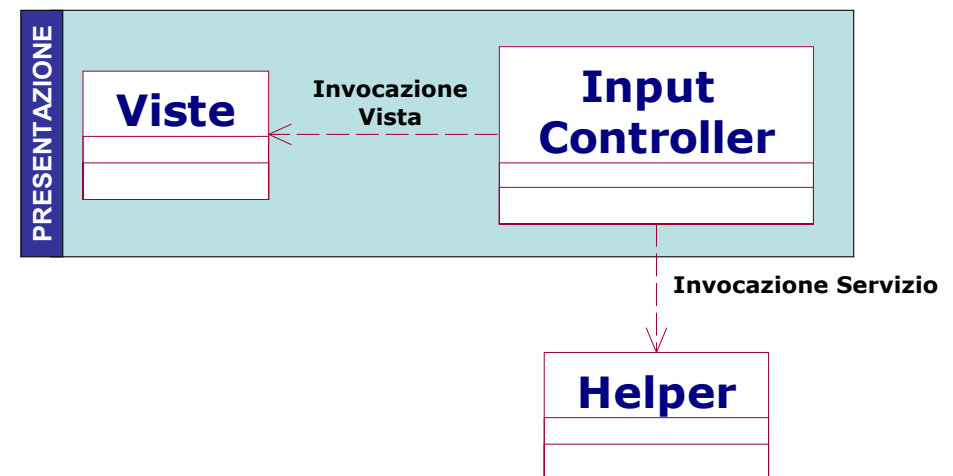 PRESENTAZIONE
Viste
Invocazione
Vista
Input
Controller
Invocazione Servizio
Helper